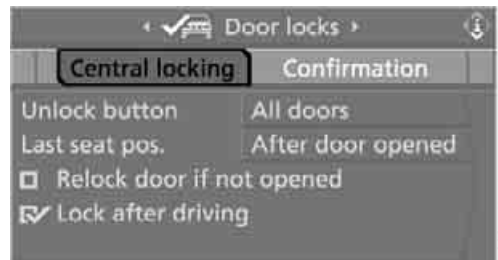 Door locks
Central locking Confirmation
Unlock button All doors
Last seat pos. After door opened
Relock door if not opened
Lock after driving